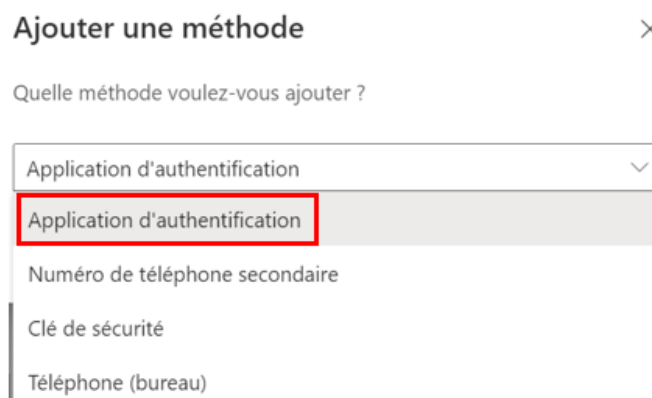 Ajouter une méthode
Quelle méthode voulez-vous ajouter ?
Application d'authentification
Application d'authentification
Numéro de téléphone secondaire
Clé de sécurité
Téléphone (bureau)